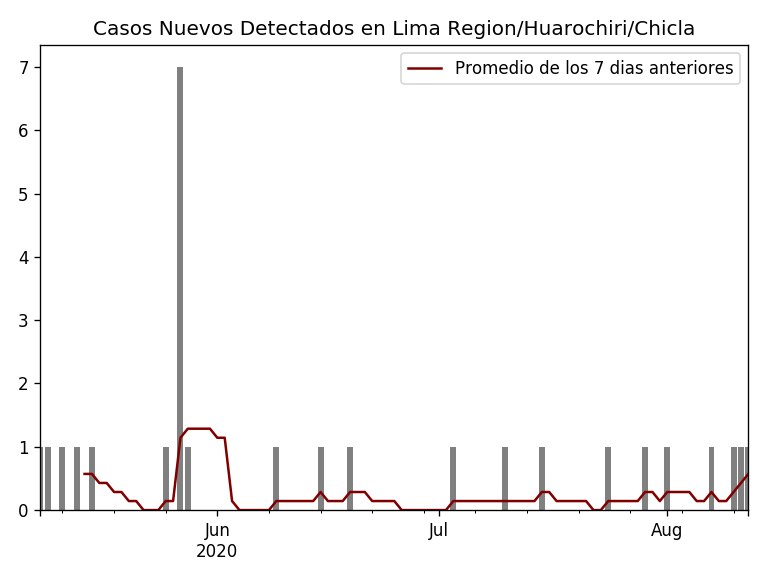 Casos Nuevos Detectados en Lima Region/Huarochiri/Chicla
Promedio de los 7 dias anteriores
7
6
5
4
3
2
1
0
Jun
2020
Jul
Aug